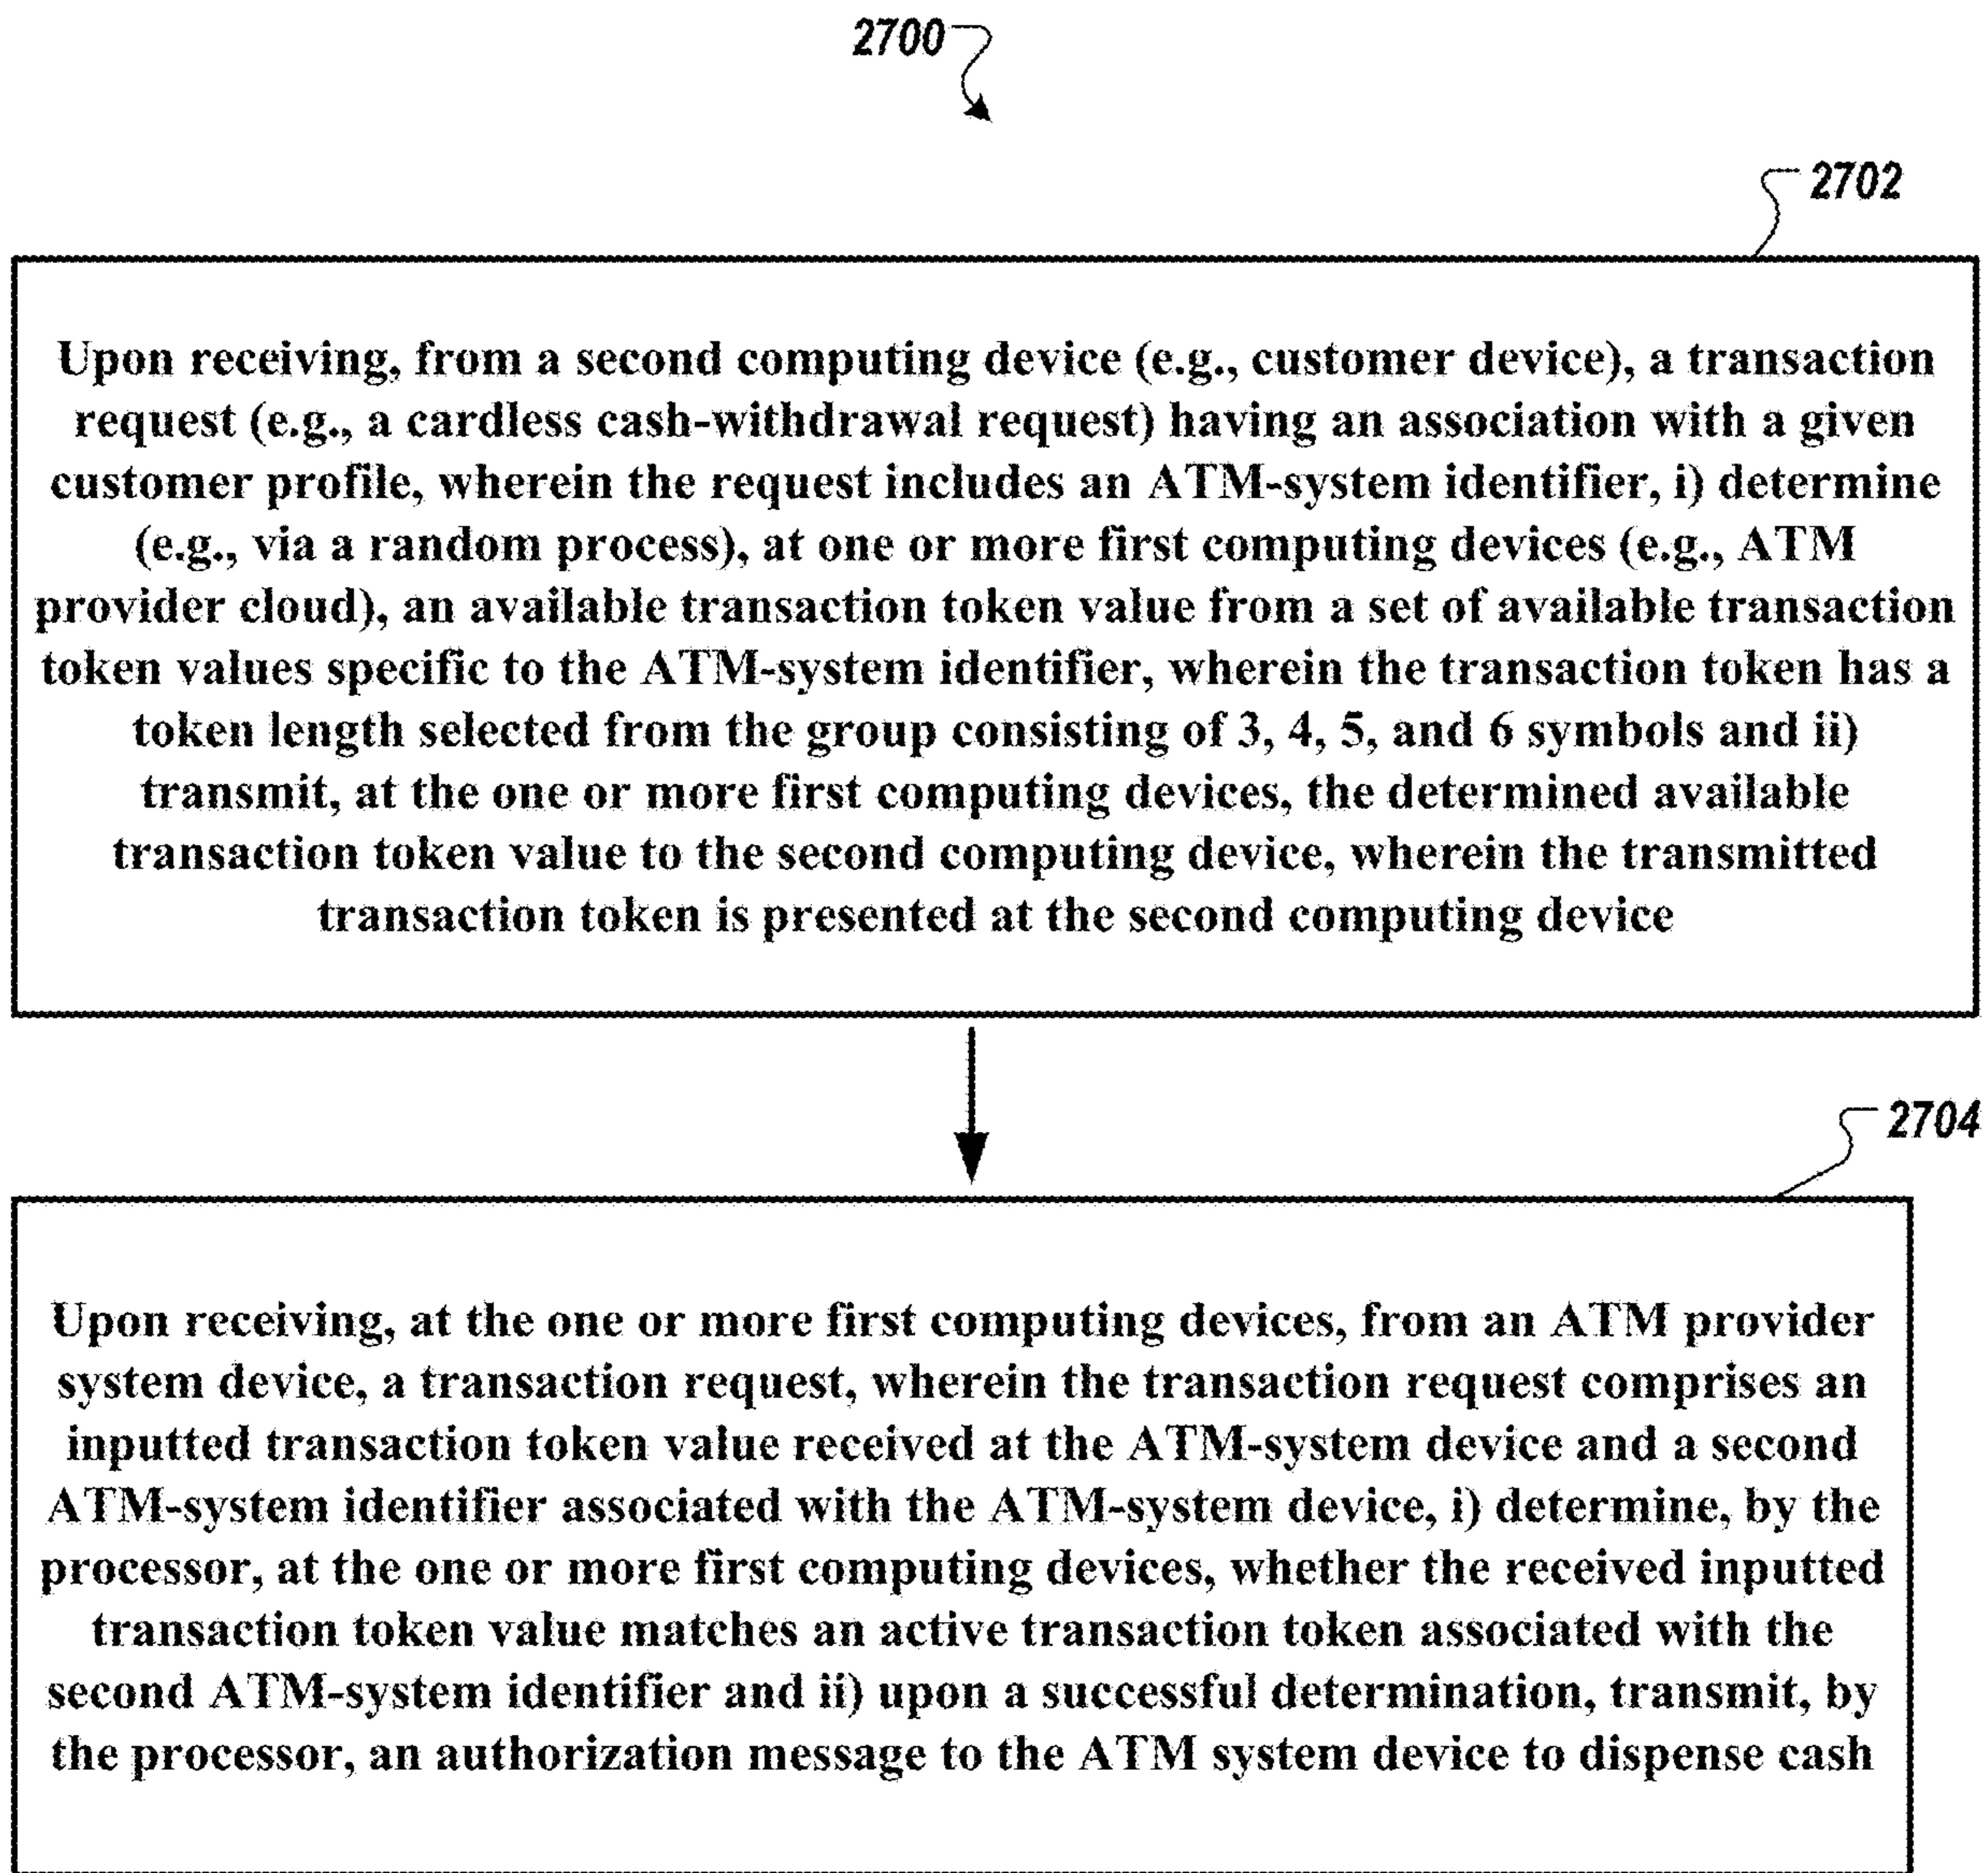 2700
2702
Upon receiving, from a second computing device (e.g., customer device), a transaction
request (e.g., a cardless cash-withdrawal request) having an association with a given
customer profile, wherein the request includes an ATM-system identifier, i) determine
(e.g., via a random process), at one or more first computing devices (e.g., ATM
provider cloud), an available transaction token value from a set of available transaction
token values specific to the ATM-system identifier, wherein the transaction token has a
token length selected from the group consisting of 3, 4, 5, and 6 symbols and ii)
transmit, at the one or more first computing devices, the determined available
transaction token value to the second computing device, wherein the transmitted
transaction token is presented at the second computing device
2704
Upon receiving, at the one or more first computing devices, from an ATM provider
system device, a transaction request, wherein the transaction request comprises an
inputted transaction token value received at the ATM-system device and a second
ATM-system identifier associated with the ATM-system device, i) determine, by the
processor, at the one or more first computing devices, whether the received inputted
transaction token value matches an active transaction token associated with the
second ATM-system identifier and ii) upon a successful determination, transmit, by
the processor, an authorization message to the ATM system device to dispense cash